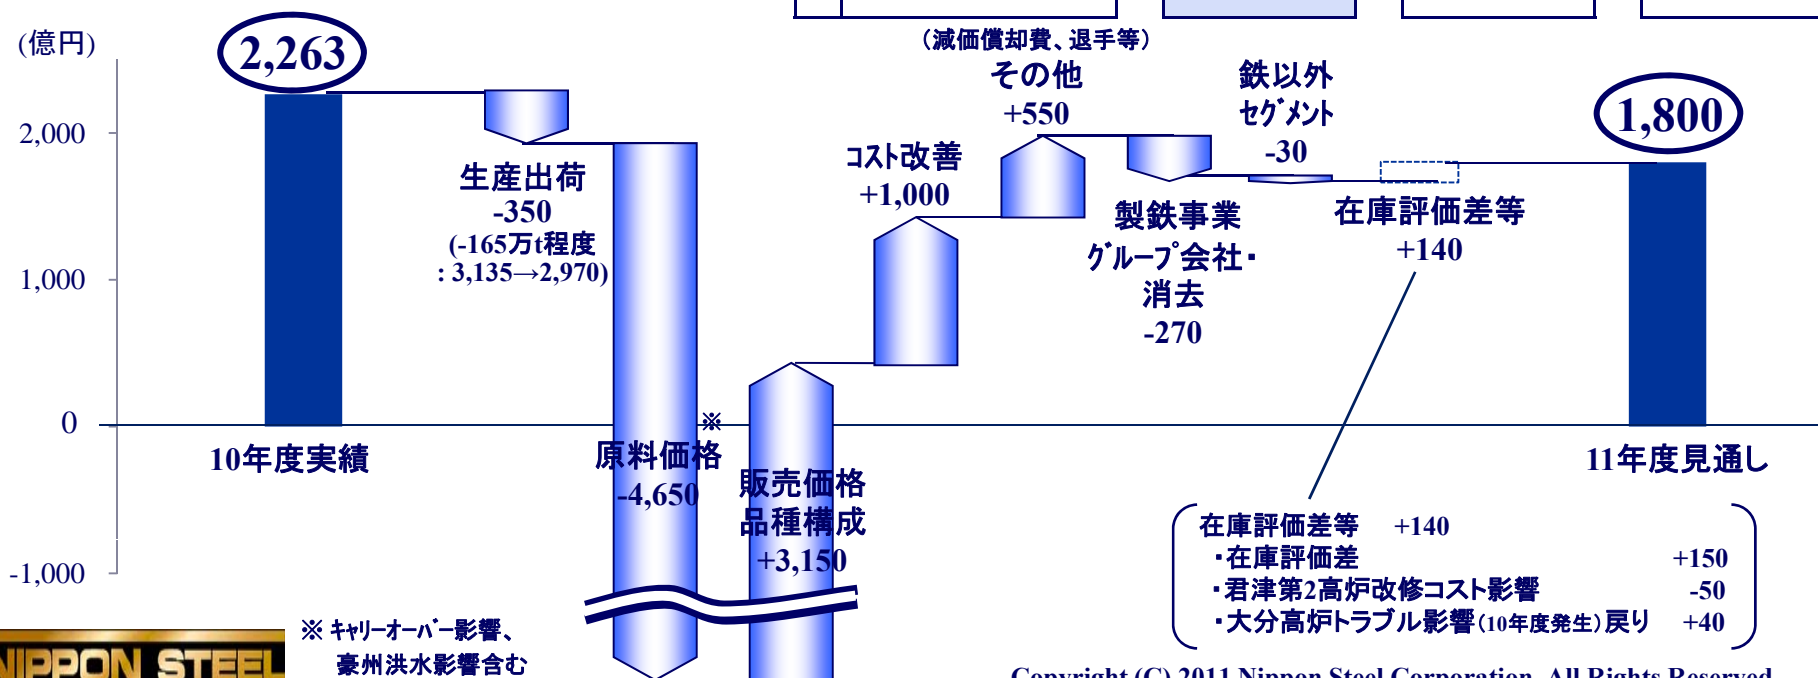 (億円)
2,263
2,000
1,000
0
-1,000
10年度実績
生産出荷
-350
(-165万t程度
: 3,135→2,970)
原料価格
※
-4,650
販売価格
品種構成
+3,150
コスト改善
+1,000
(減価償却費、退手等)
その他
+550
製鉄事業
グループ会社・
消去
-270
鉄以外
セグメント
-30
在庫評価差等
+140
1,800
11年度見通し
在庫評価差等 +140
・在庫評価差 +150
・君津第2高炉改修コスト影響 -50
・大分高炉トラブル影響(10年度発生)戻り +40
※ キャリーオーバー影響、
豪州洪水影響含む
NIPPON STEEL
Copyright (C) 2011 Nippon Steel Corporation. All Rights Reserved